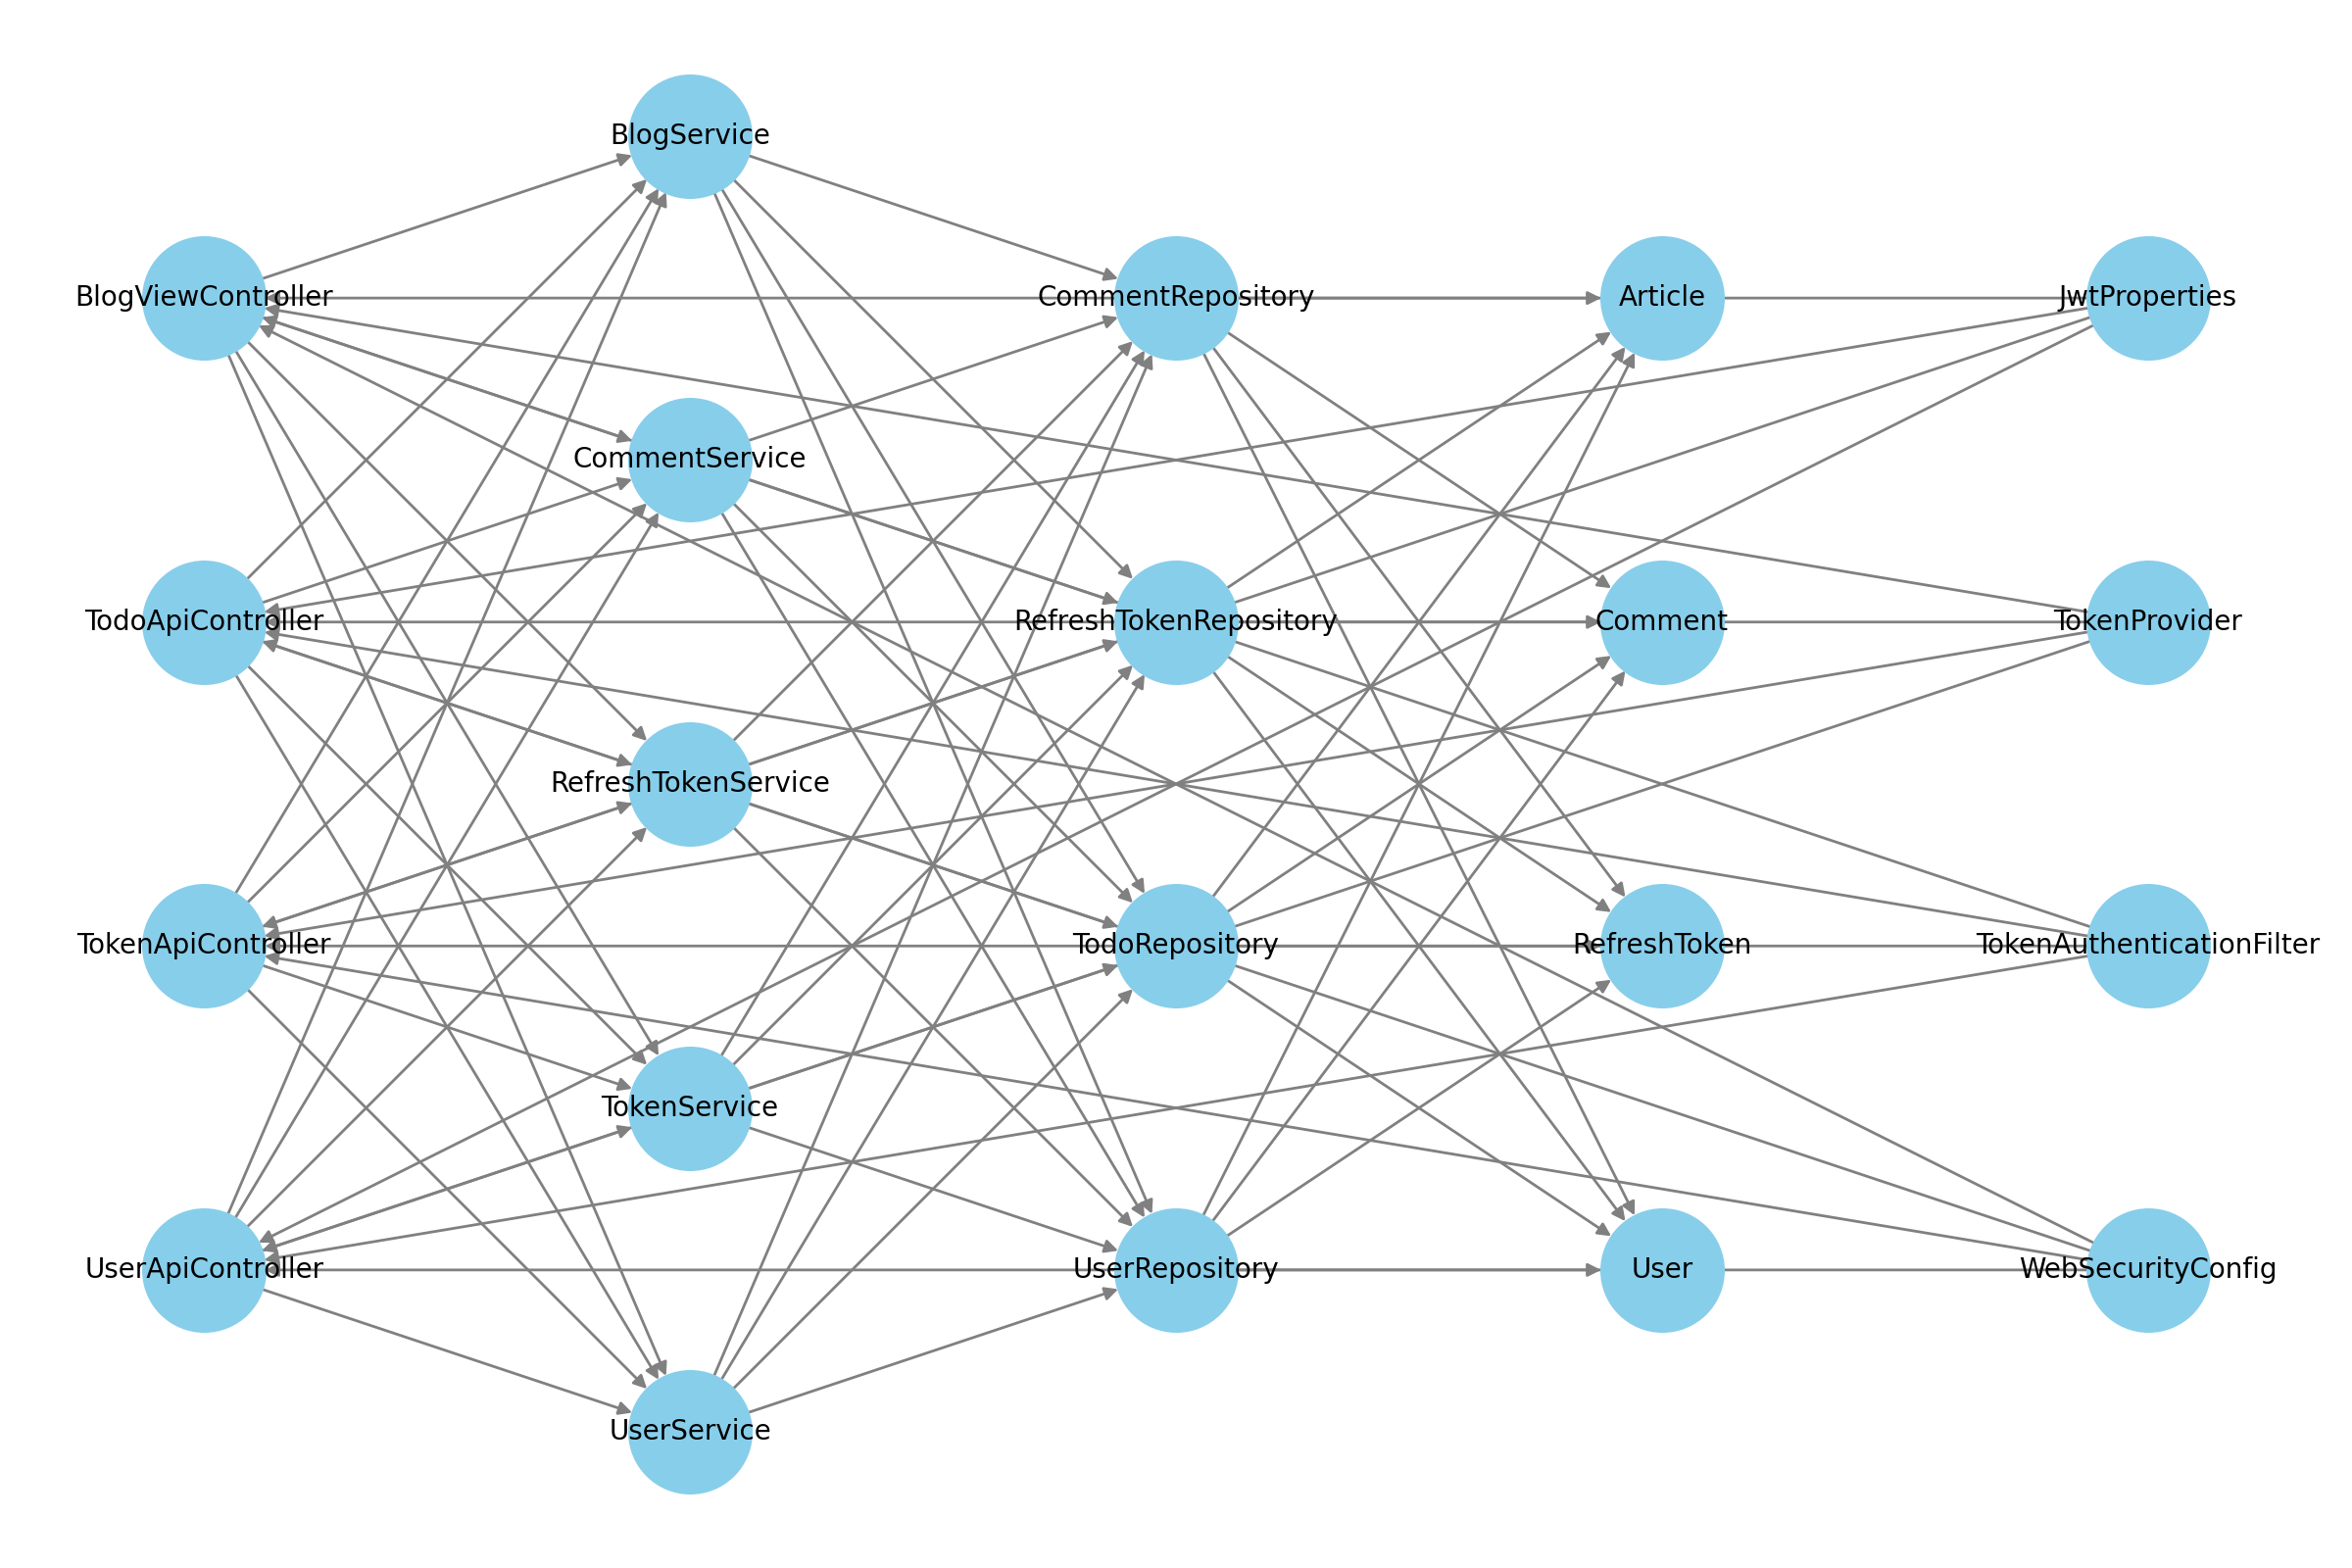 BlogService
BlogViewController
CommentRepository
Article
JwtProperties
CommentService
TodoApiController
RefreshTokenRepository
Comment
TokenProvider
RefreshTokenService
TokenApiController
TodoRepository
RefreshToken
TokenAuthenticationFilter
TokenService
UserApiController
UserRepository
User
WebSecurityConfig
UserService